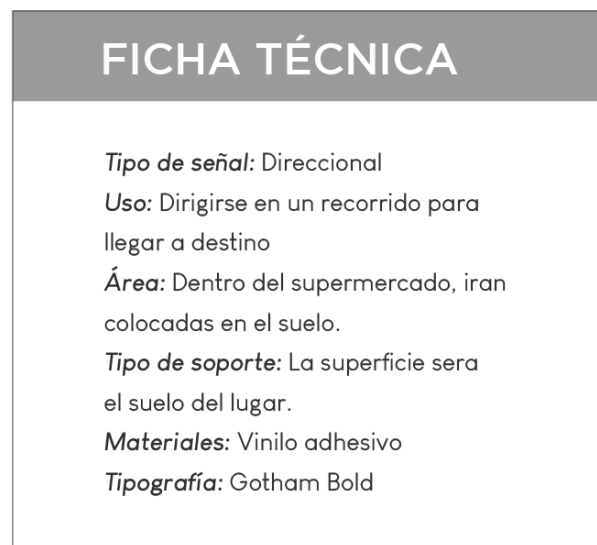 FICHA TÉCNICA
Tipo de señal: Direccional
Uso: Dirigirse en un recorrido para
llegar a destino
Área: Dentro del supermercado, iran
colocadas en el suelo.
Tipo de soporte: La superficie sera
el suelo del lugar.
Materiales: Vinilo adhesivo
Tipografía: Gotham Bold